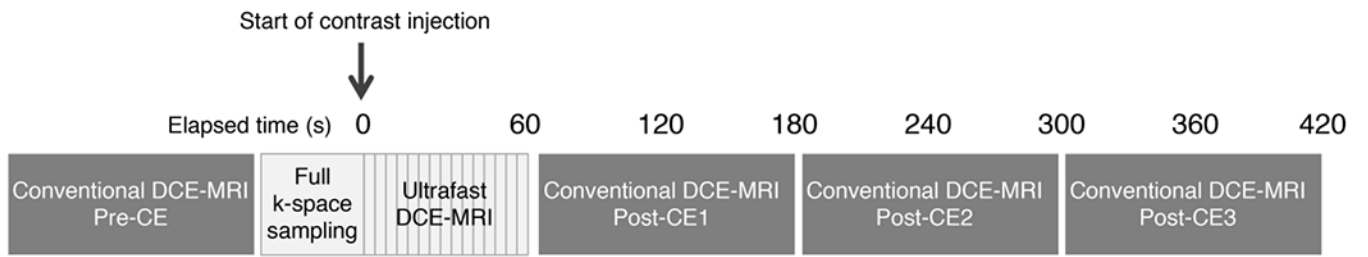 Start of contrast injection
Elapsed time (s) 0 60 120 180 240 300 360 420
Conventional DCE-MRI
Pre-CE
Full
k-space
sampling
Ultrafast
DCE-MRI
Conventional DCE-MRI
Post-CE1
Conventional DCE-MRI
Post-CE2
Conventional DCE-MRI
Post-CE3